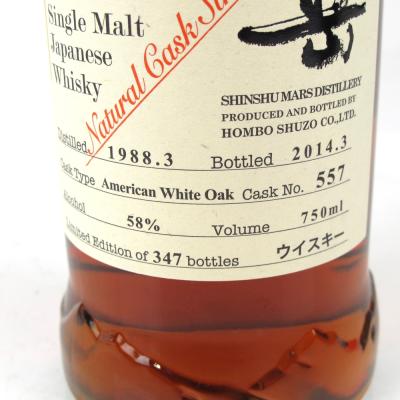 Single Malt
Japanese
Whisky
Natural Cask
岳
SHINSHU MARS DISTILLERY
PRODUCED AND BOTTLED BY
HOMBO SHUZO CO.,LTD.
Distilled 1988.3 Bottled 2014.3
Cask Type American White Oak Cask No. 557
Alcohol 58% Volume 750ml
Limited Edition of 347 bottles ウイスキー